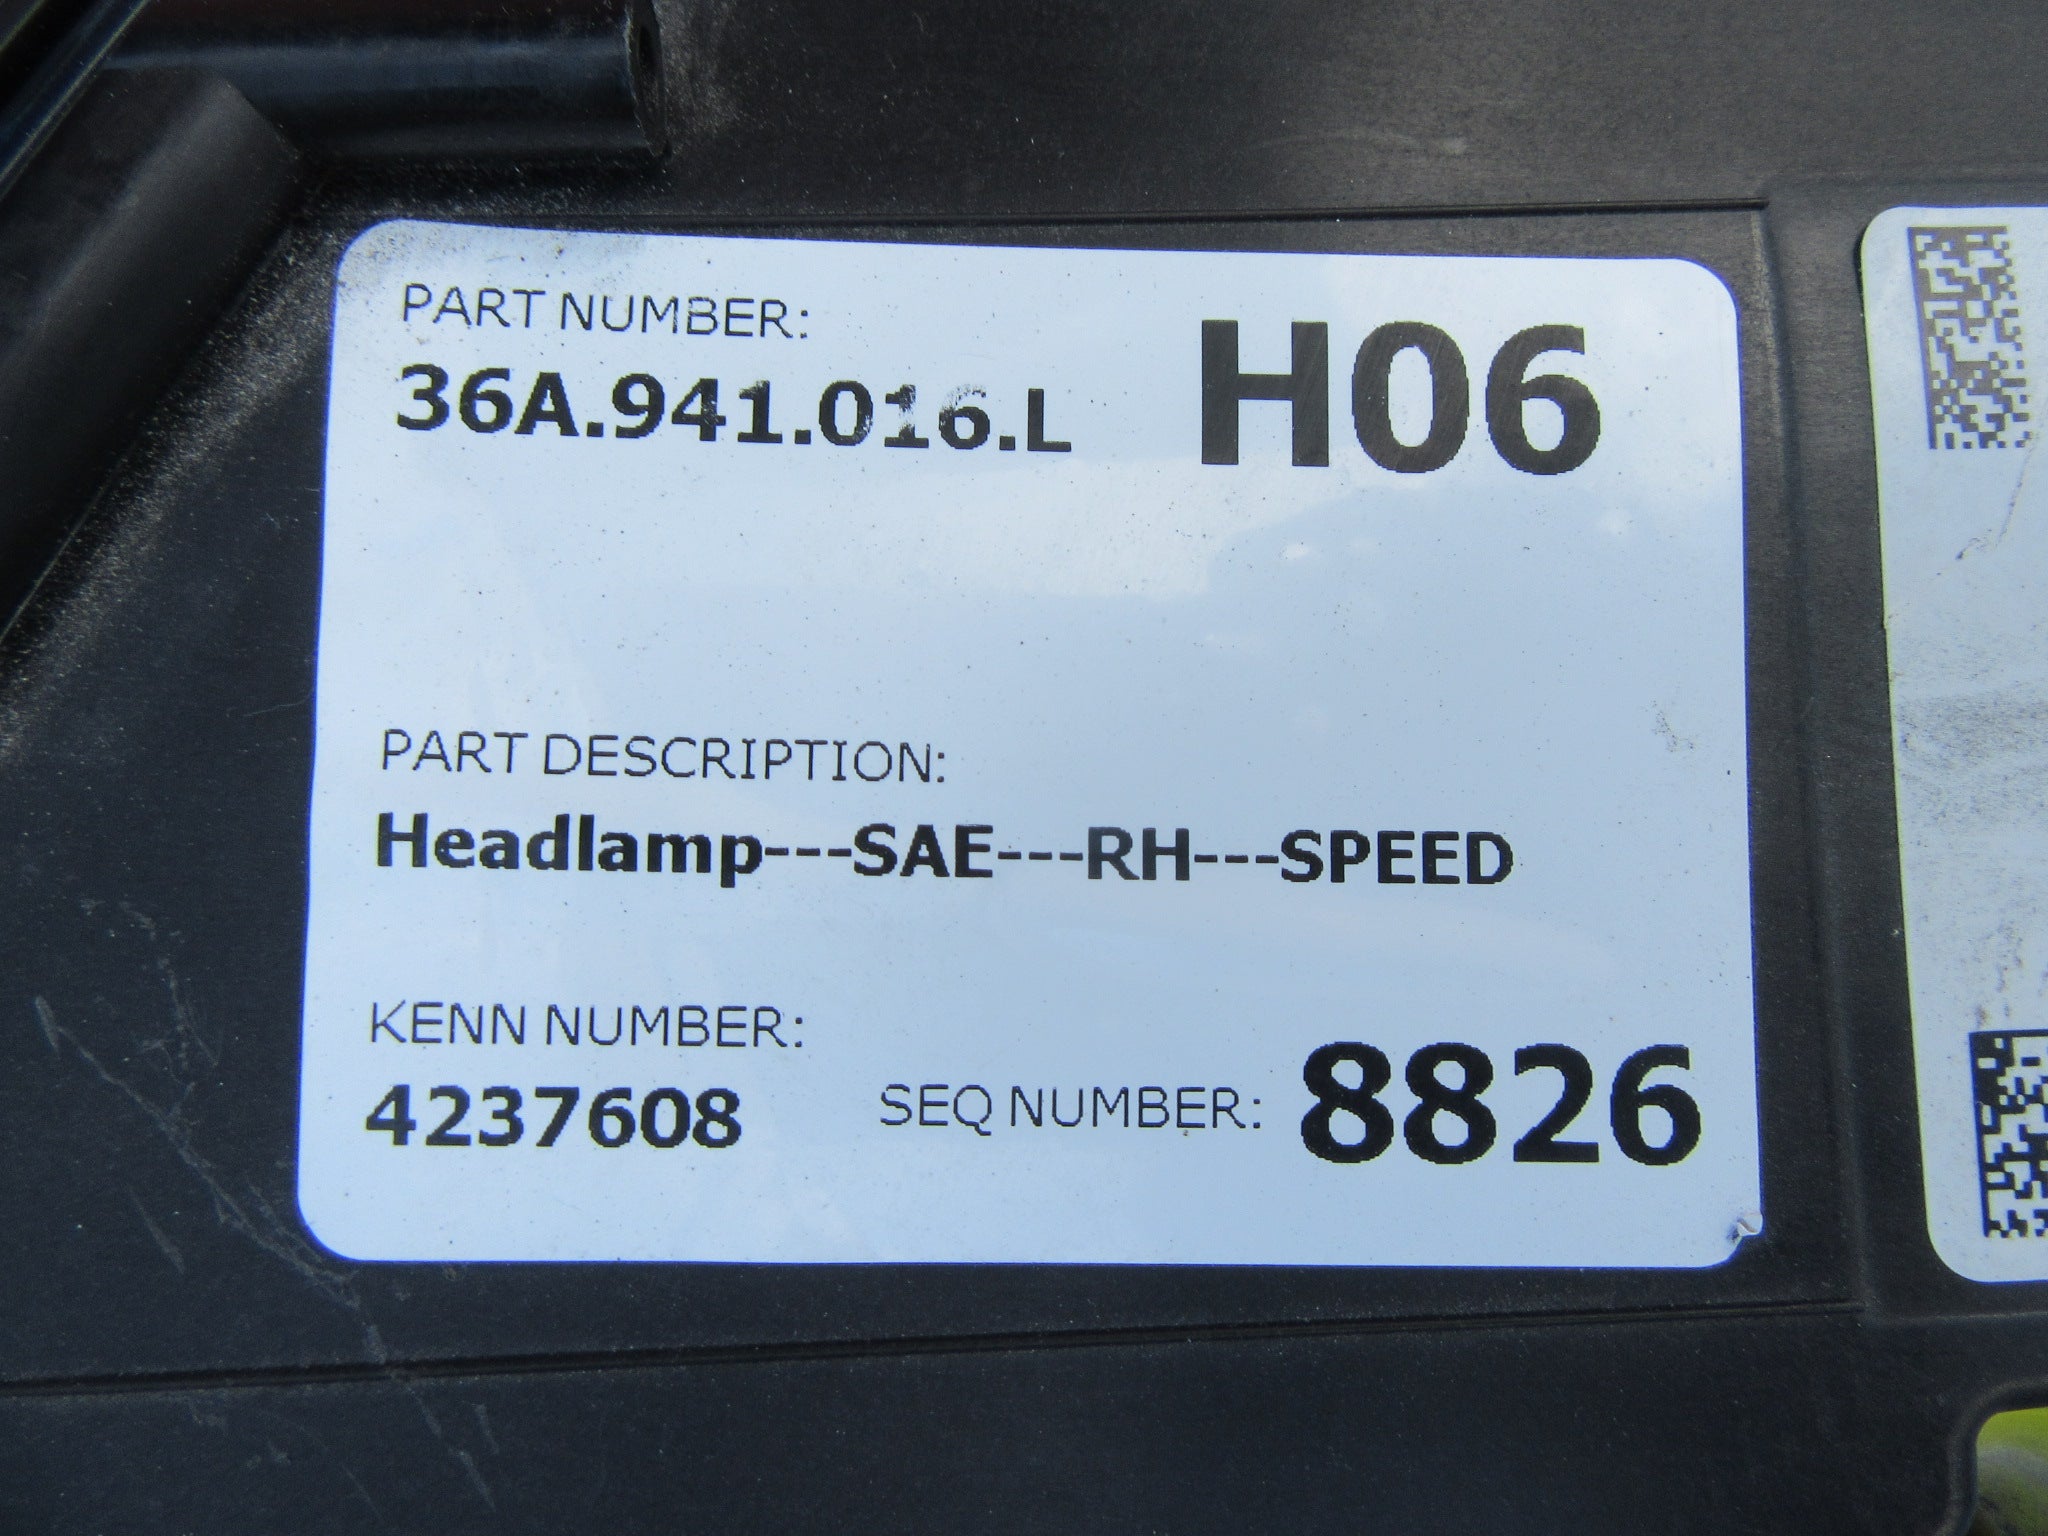 PART NUMBER:
36A.941.016.L H06
PART DESCRIPTION:
Headlamp---SAE---RH---SPEED
KENN NUMBER:
4237608 SEQ NUMBER: 8826